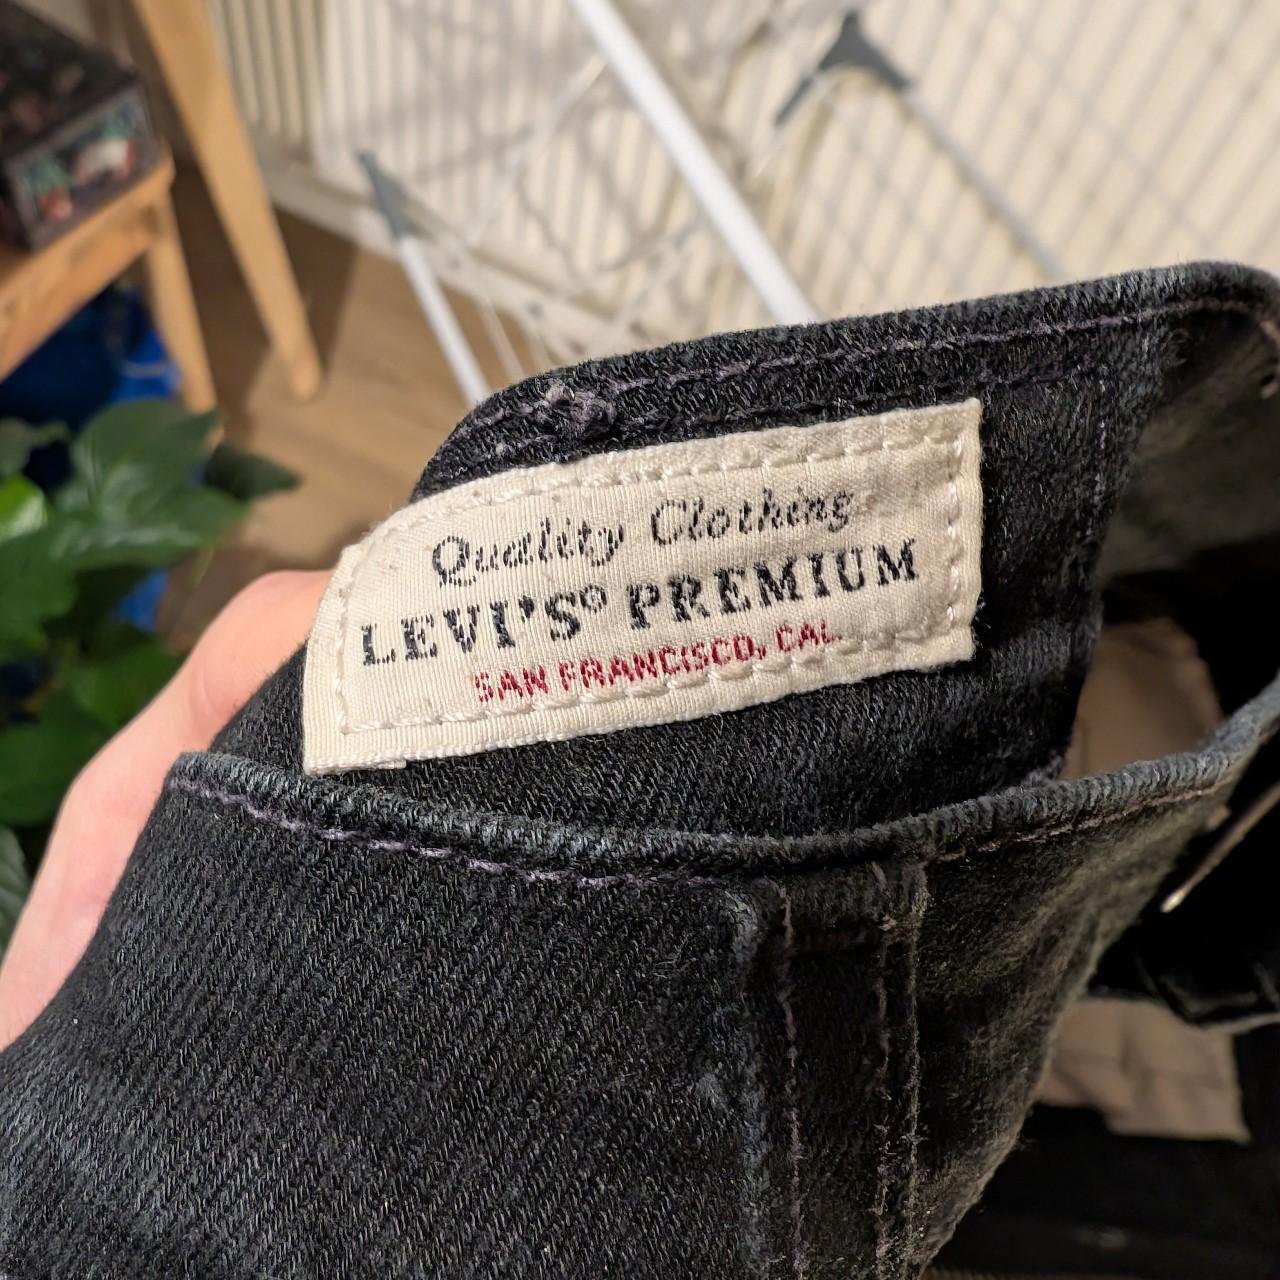 Quality Clothing
LEVI'S® PREMIUM
SAN FRANCISCO, CAL.